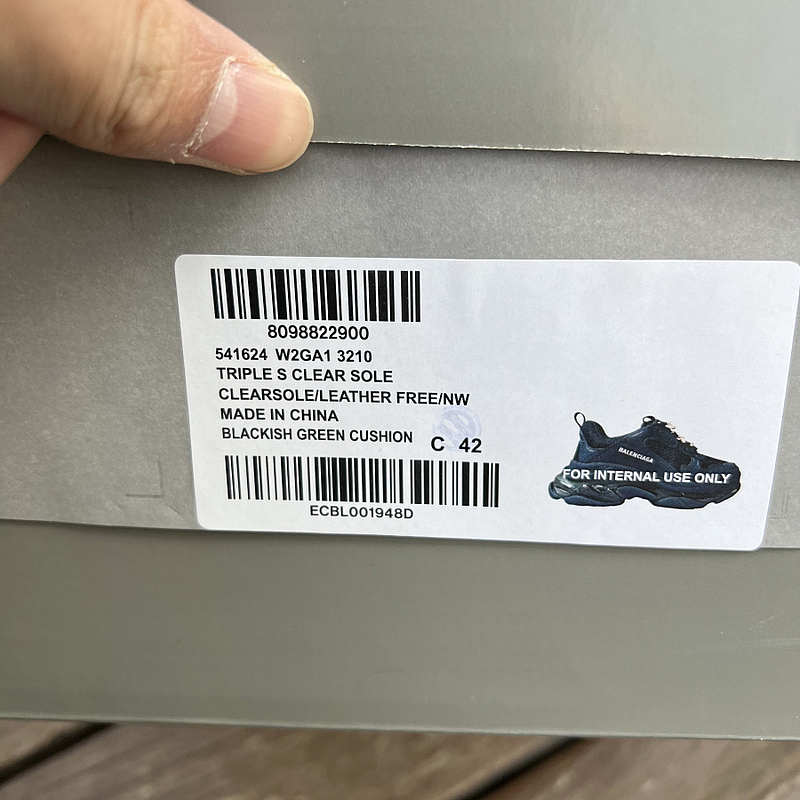 8098822900
541624 W2GA1 3210
TRIPLE S CLEAR SOLE
CLEARSOLE/LEATHER FREE/NW
MADE IN CHINA
BLACKISH GREEN CUSHION C 42
ECBL001948D
BALENCIAGA
FOR INTERNAL USE ONLY